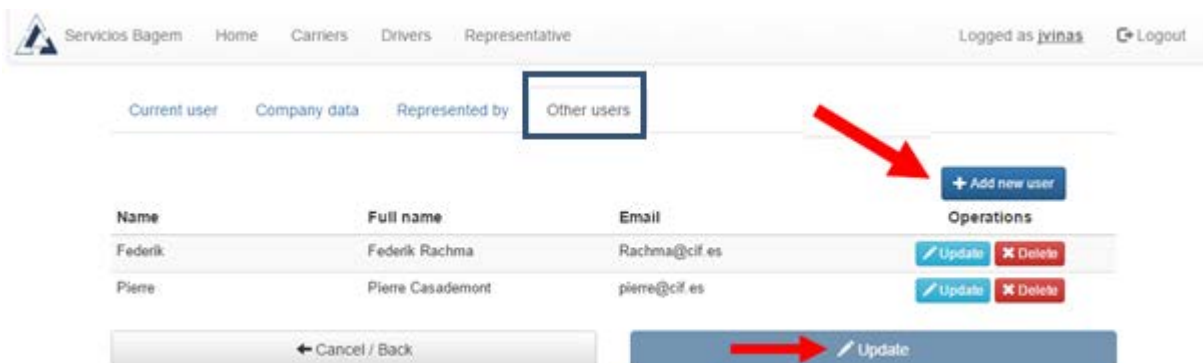 Servicios Bagem Home Carriers Drivers Representative Logged as jvinas Logout
Current user Company data Represented by Other users
+ Add new user
Name Full name Email Operations
Federik Federik Rachma Rachma@cif.es Update Delete
Pierre Pierre Casademont pierre@cif.es Update Delete
Cancel / Back Update